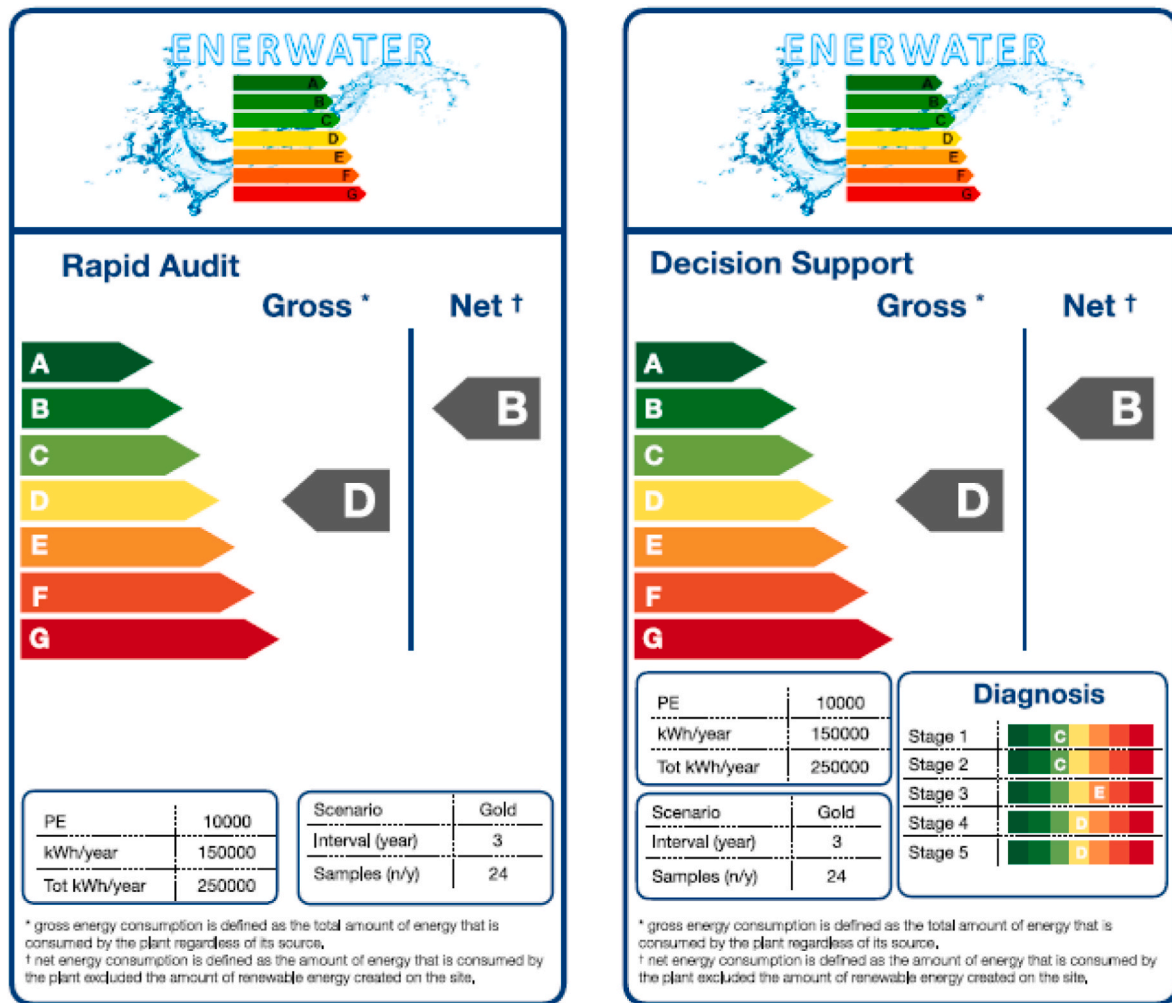 ENERWATER
A
B
C
D
E
F
G
Rapid Audit
Gross *
Net †
A
B
C
D
E
F
G
B
D
PE 10000
kWh/year 150000
Tot kWh/year 250000
Scenario Gold
Interval (year) 3
Samples (n/y) 24
* gross energy consumption is defined as the total amount of energy that is
consumed by the plant regardless of its source,
† net energy consumption is defined as the amount of energy that is consumed by
the plant excluded the amount of renewable energy created on the site,
ENERWATER
A
B
C
D
E
F
G
Decision Support
Gross *
Net †
A
B
C
D
E
F
G
B
D
PE 10000
kWh/year 150000
Tot kWh/year 250000
Scenario Gold
Interval (year) 3
Samples (n/y) 24
Diagnosis
Stage 1 C
Stage 2 C
Stage 3 E
Stage 4 D
Stage 5 D
* gross energy consumption is defined as the total amount of energy that is
consumed by the plant regardless of its source,
† net energy consumption is defined as the amount of energy that is consumed by
the plant excluded the amount of renewable energy created on the site,